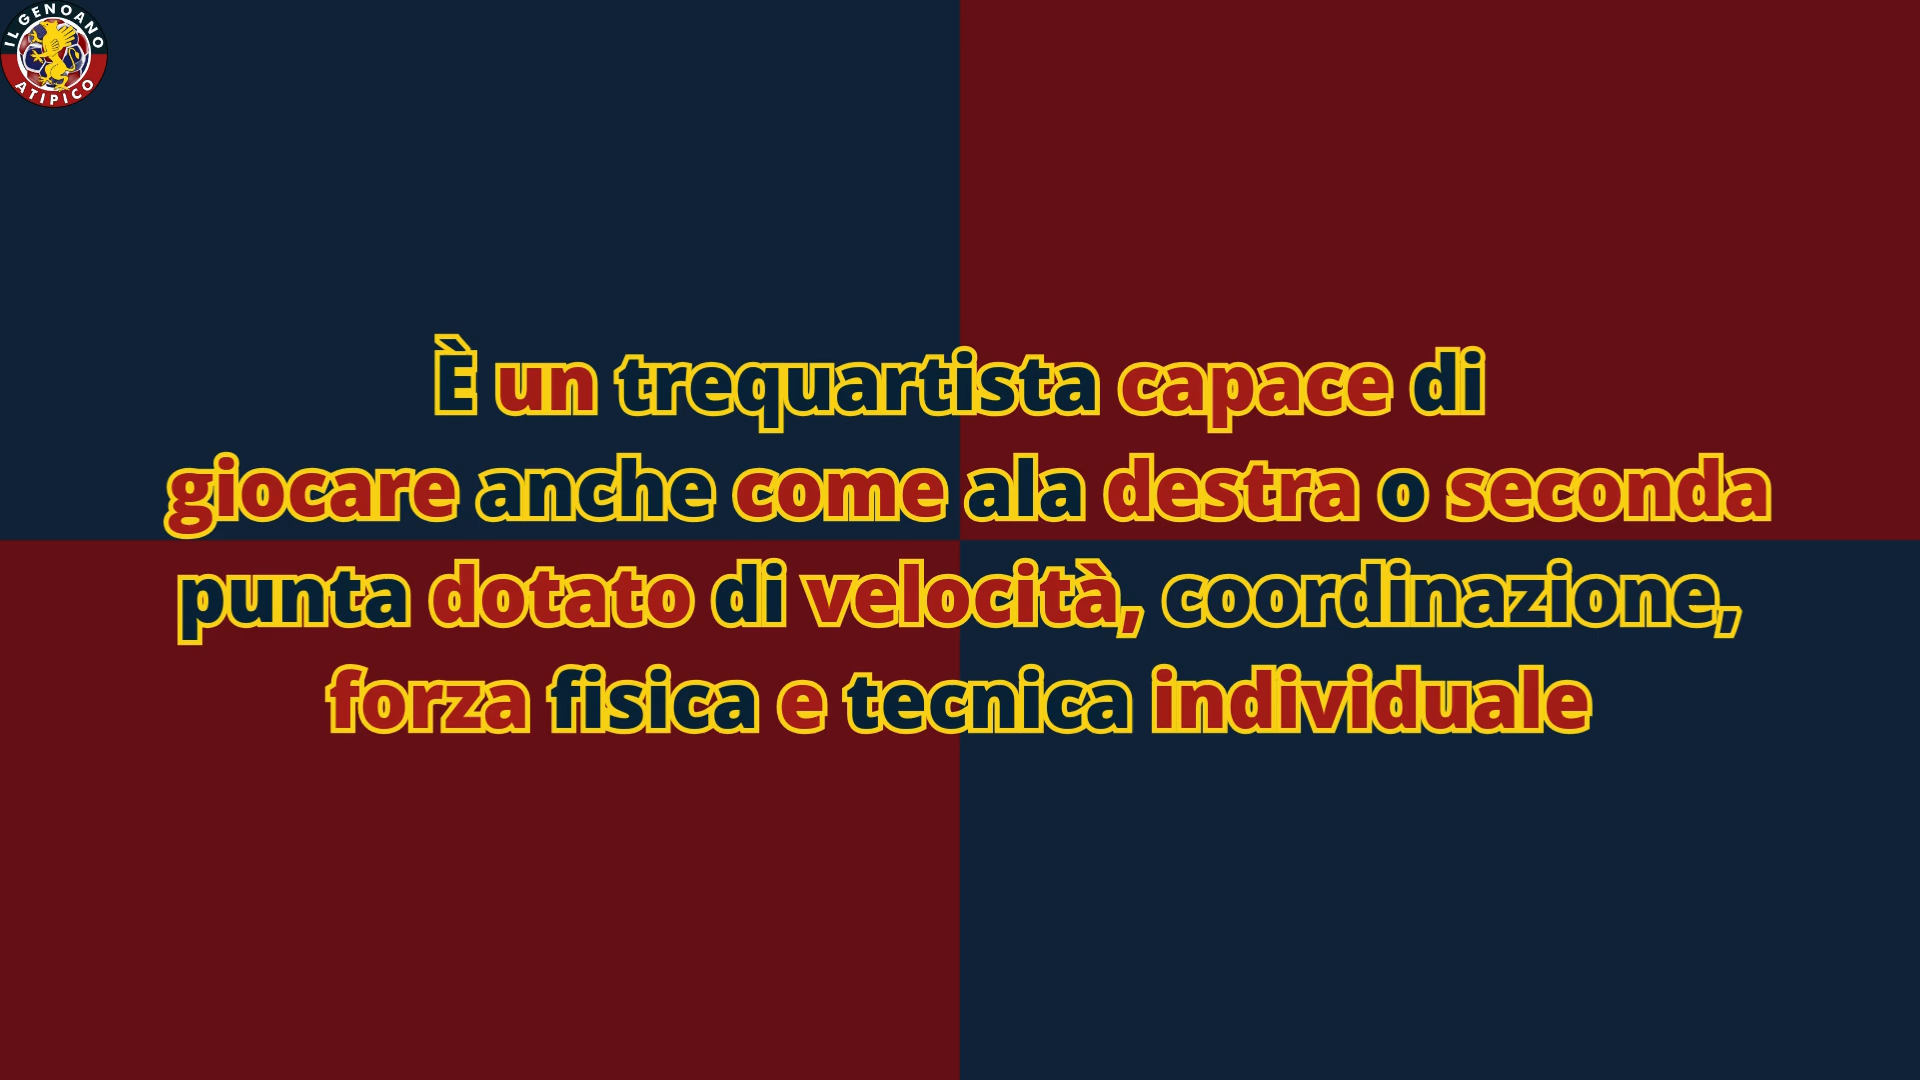 IL GENOANO
ATIPICO
È un trequartista capace di
giocare anche come ala destra o seconda
punta dotato di velocità, coordinazione,
forza fisica e tecnica individuale